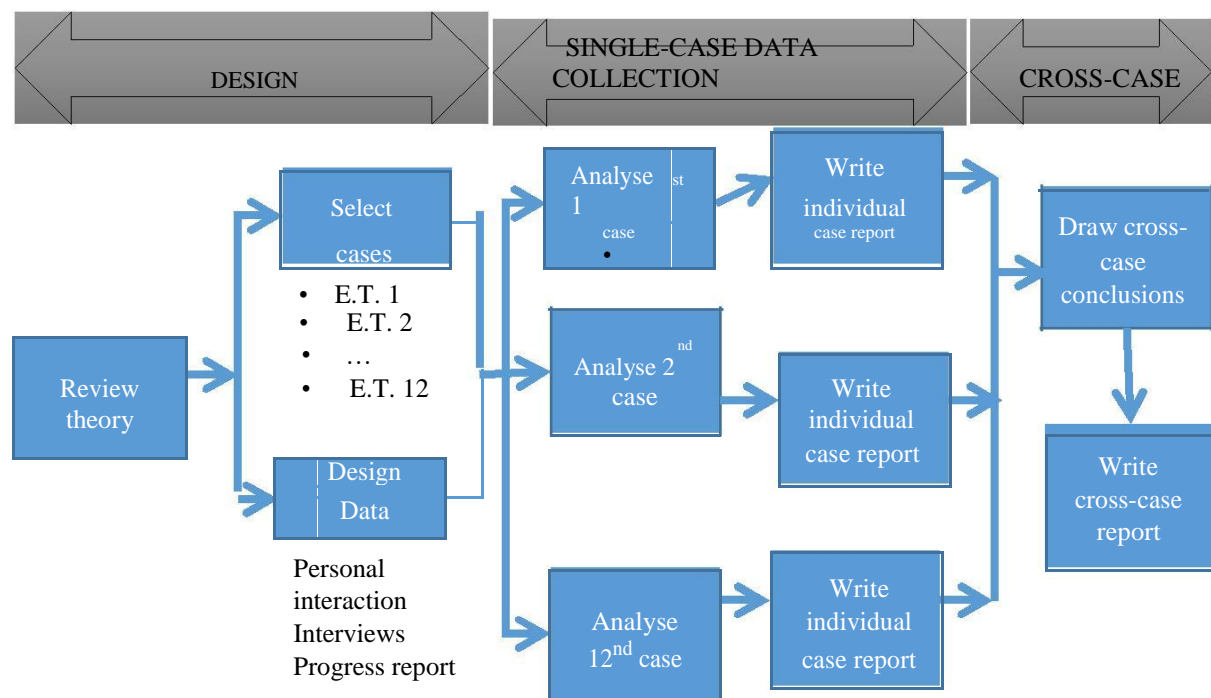 DESIGN
SINGLE-CASE DATA
COLLECTION
CROSS-CASE
Review
theory
Select
cases
• E.T. 1
• E.T. 2
• …
• E.T. 12
Design
Data
Personal
interaction
Interviews
Progress report
Analyse st
1
case
•
Write
individual
case report
Analyse 2nd
case
Write
individual
case report
Analyse
12nd case
Write
individual
case report
Draw cross-
case
conclusions
Write
cross-case
report